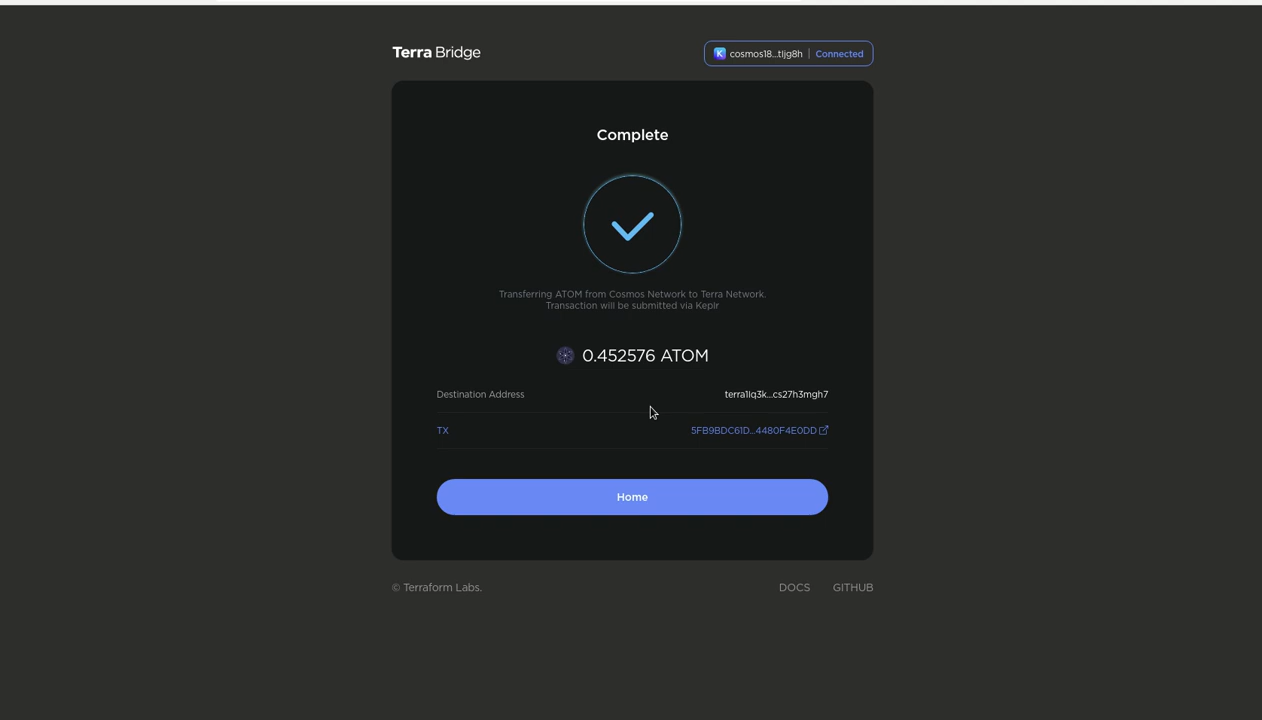 Terra Bridge
cosmos18...tljg8h | Connected
Complete
Transferring ATOM from Cosmos Network to Terra Network.
Transaction will be submitted via Keplr
0.452576 ATOM
Destination Address terra1lq3k...cs27h3mgh7
TX 5FB9BDC61D...4480F4E0DD
Home
© Terraform Labs. DOCS GITHUB